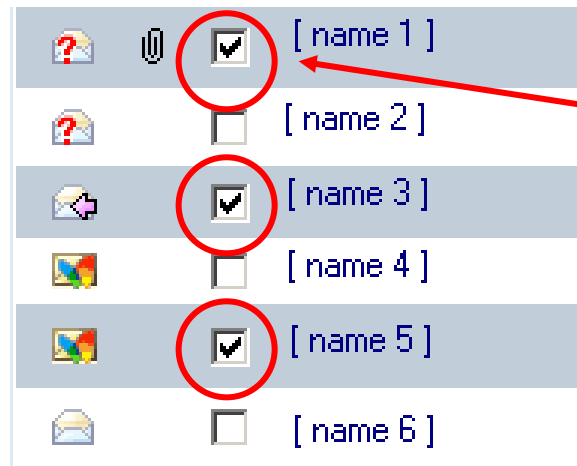 [ name 1 ]
[ name 2 ]
[ name 3 ]
[ name 4 ]
[ name 5 ]
[ name 6 ]